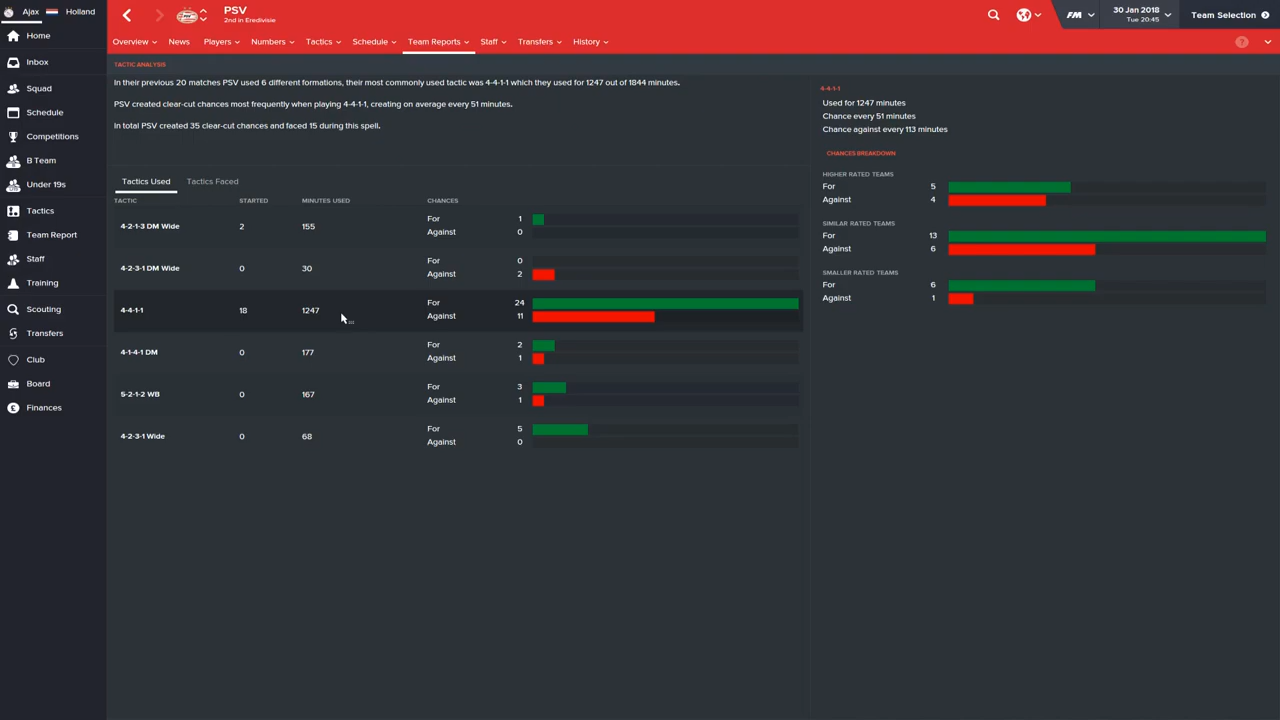 Ajax Holland
PSV
2nd in Eredivisie
FM
30 Jan 2018
Tue 20:45
Team Selection
Overview News Players Numbers Tactics Schedule Team Reports Staff Transfers History
?
Home
Inbox
Squad
Schedule
Competitions
B Team
Under 19s
Tactics
Team Report
Staff
Training
Scouting
Transfers
Club
Board
Finances
TACTIC ANALYSIS
In their previous 20 matches PSV used 6 different formations, their most commonly used tactic was 4-4-1-1 which they used for 1247 out of 1844 minutes.
PSV created clear-cut chances most frequently when playing 4-4-1-1, creating on average every 51 minutes.
In total PSV created 35 clear-cut chances and faced 15 during this spell.
Tactics Used Tactics Faced
TACTIC STARTED MINUTES USED CHANCES
4-2-1-3 DM Wide 2 155
For 1
Against 0
4-2-3-1 DM Wide 0 30
For 0
Against 2
4-4-1-1 18 1247
For 24
Against 11
4-1-4-1 DM 0 177
For 2
Against 1
5-2-1-2 WB 0 167
For 3
Against 1
4-2-3-1 Wide 0 68
For 5
Against 0
4-4-1-1
Used for 1247 minutes
Chance every 51 minutes
Chance against every 113 minutes
CHANCES BREAKDOWN
HIGHER RATED TEAMS
For 5
Against 4
SIMILAR RATED TEAMS
For 13
Against 6
SMALLER RATED TEAMS
For 6
Against 1